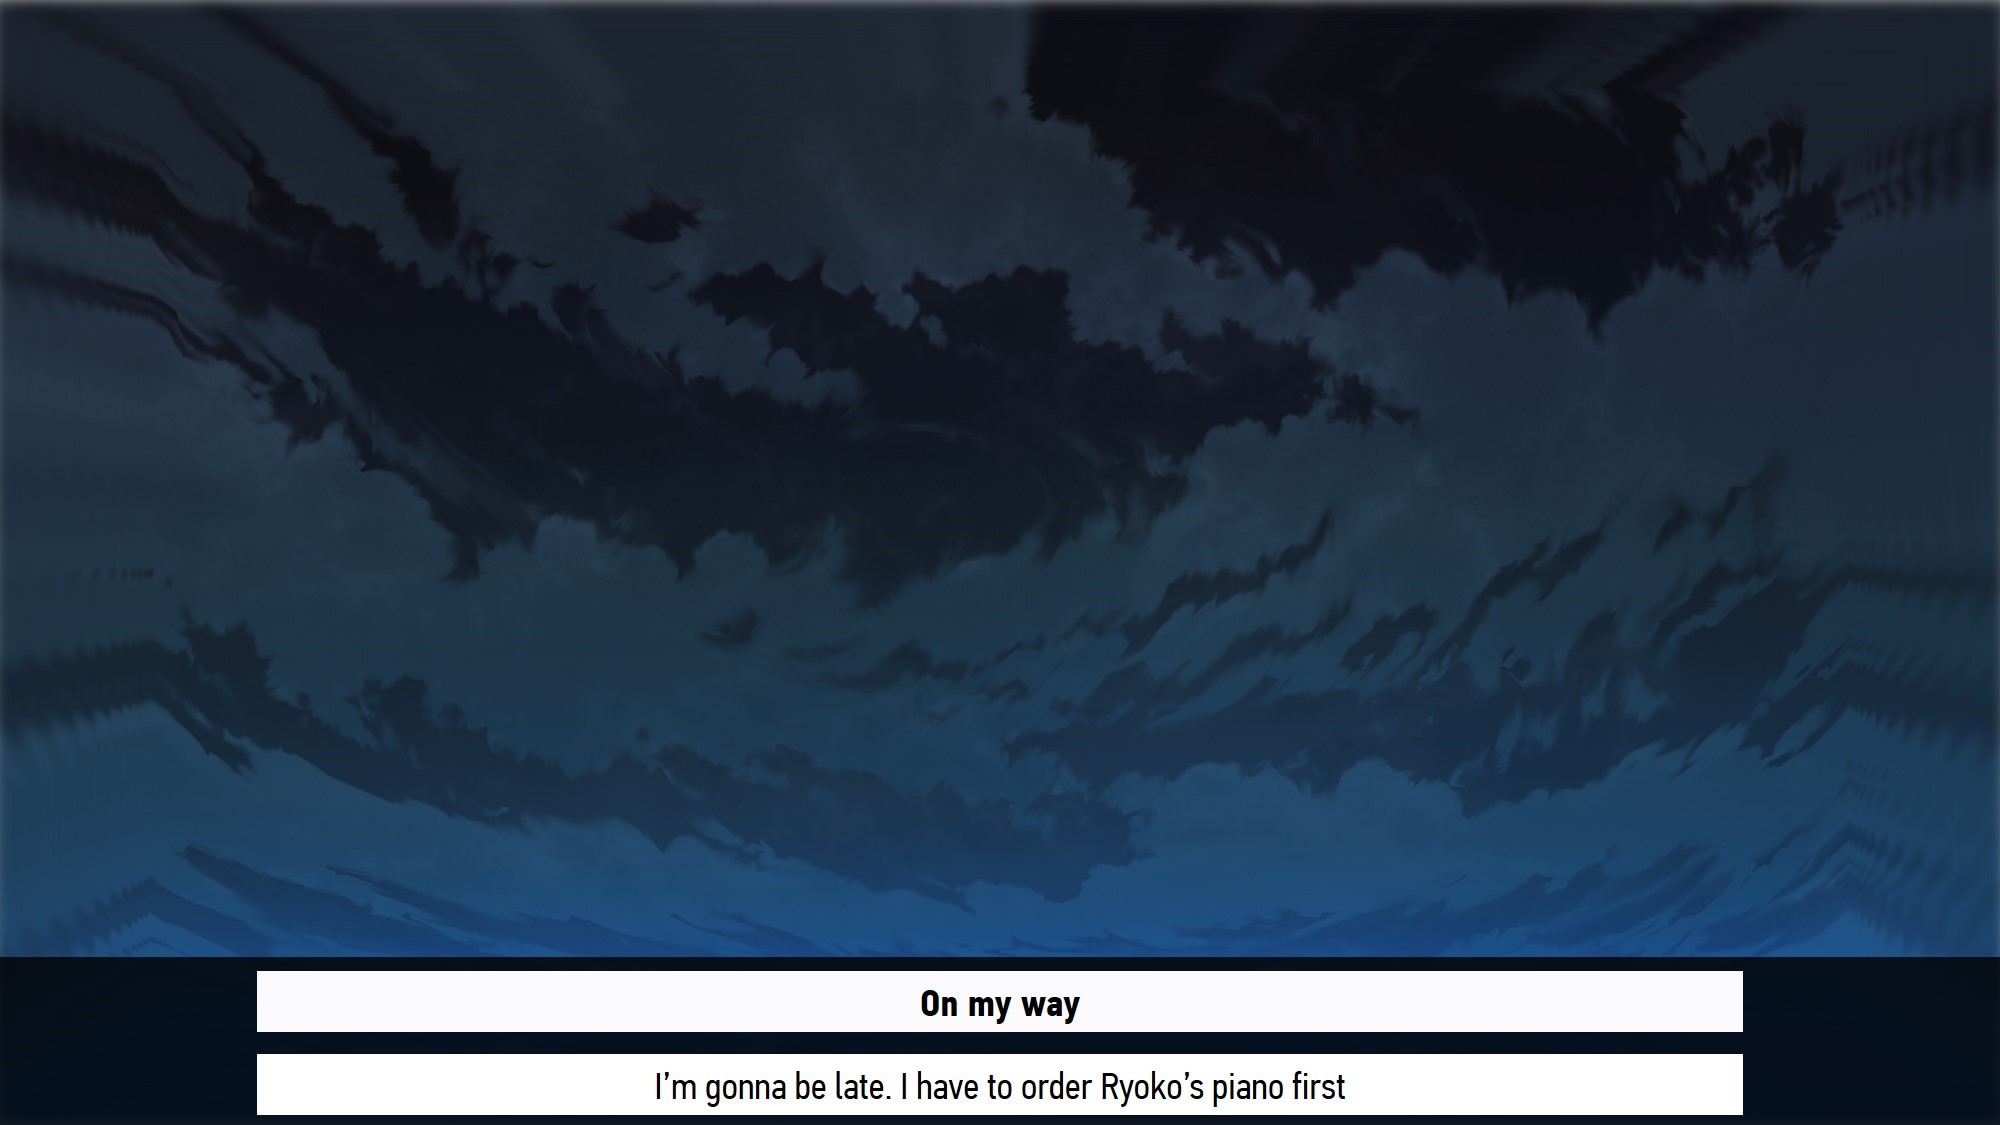 On my way
I’m gonna be late. I have to order Ryoko’s piano first